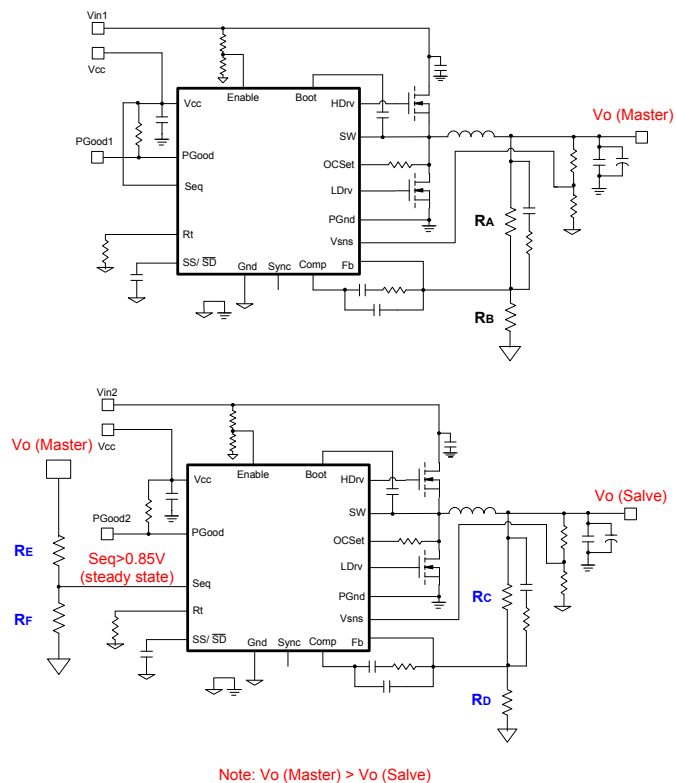 Vin1
Vcc
Enable
Boot
Vcc
HDrv
Vo (Master)
SW
PGood1
PGood
OCSet
Seq
LDrv
PGnd
RA
Rt
Vsns
SS/ SD
Gnd
Sync
Comp
Fb
RB
Vin2
Vo (Master)
Vcc
Enable
Boot
Vcc
HDrv
Vo (Salve)
SW
PGood2
PGood
OCSet
RE
Seq>0.85V
(steady state)
Seq
LDrv
PGnd
RC
RF
Rt
Vsns
SS/ SD
Gnd
Sync
Comp
Fb
RD
Note: Vo (Master) > Vo (Salve)